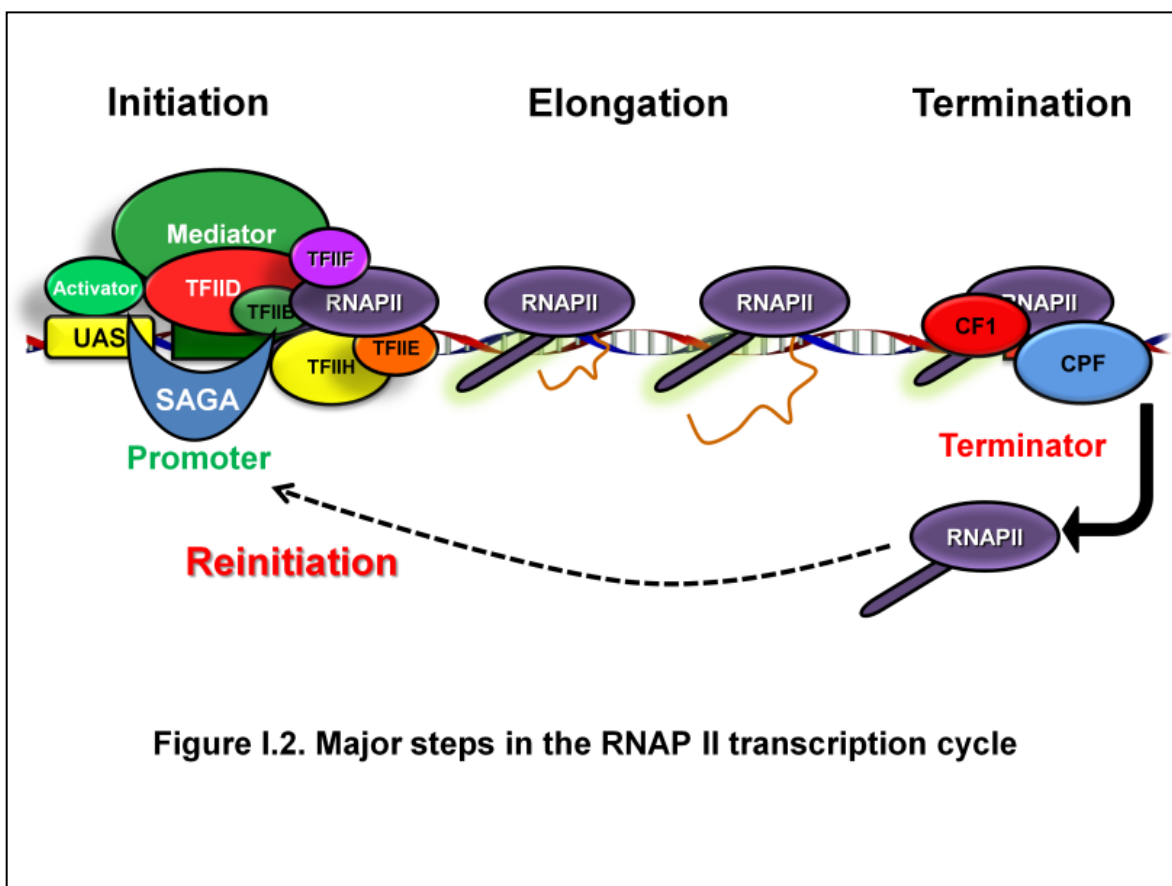 Initiation
Elongation
Termination
Mediator
TFIIF
Activator
TFIID
RNAPII
RNAPII
RNAPII
RNAPII
TFIIB
UAS
CF1
TFIIE
TFIIH
CPF
SAGA
Promoter
Terminator
RNAPII
Reinitiation
Figure I.2. Major steps in the RNAP II transcription cycle